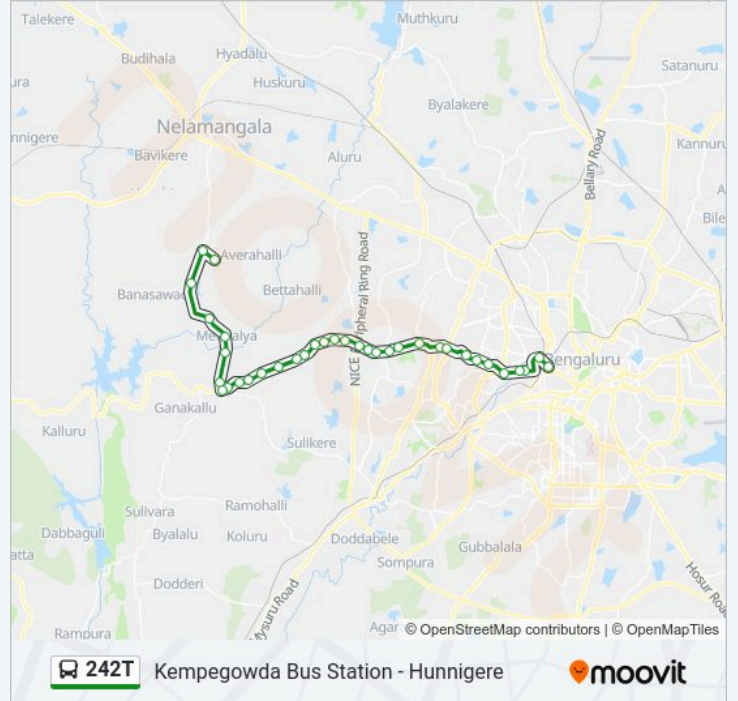 Talekere
Muthkuru
Budihala
Hyadalu
Satanuru
ura
Huskuru
Byalakere
nnigere
Nelamangala
Kannuru
Bavikere
Aluru
Bellary Road
A
Bile
Averahalli
Bettahalli
Banasawad
NICE Peripheral Ring Road
Bengaluru
Ganakallu
Kalluru
Sulikere
Sulivara
Ramohalli
Dabbaguli
Byalalu
Koluru
Doddabele
Gubbalala
atta
Sompura
Dodderi
Hosur Road
Mysuru Road
Rampura
Agar
© OpenStreetMap contributors | © OpenMapTiles
242T Kempegowda Bus Station - Hunnigere moovit